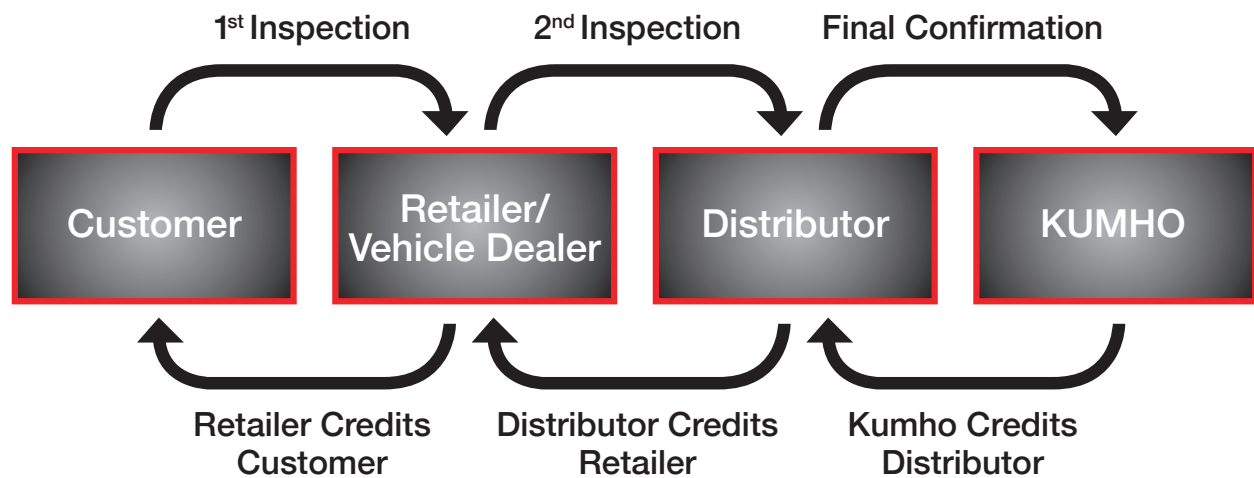 1st Inspection
2nd Inspection
Final Confirmation
Customer
Retailer/
Vehicle Dealer
Distributor
KUMHO
Retailer Credits
Customer
Distributor Credits
Retailer
Kumho Credits
Distributor